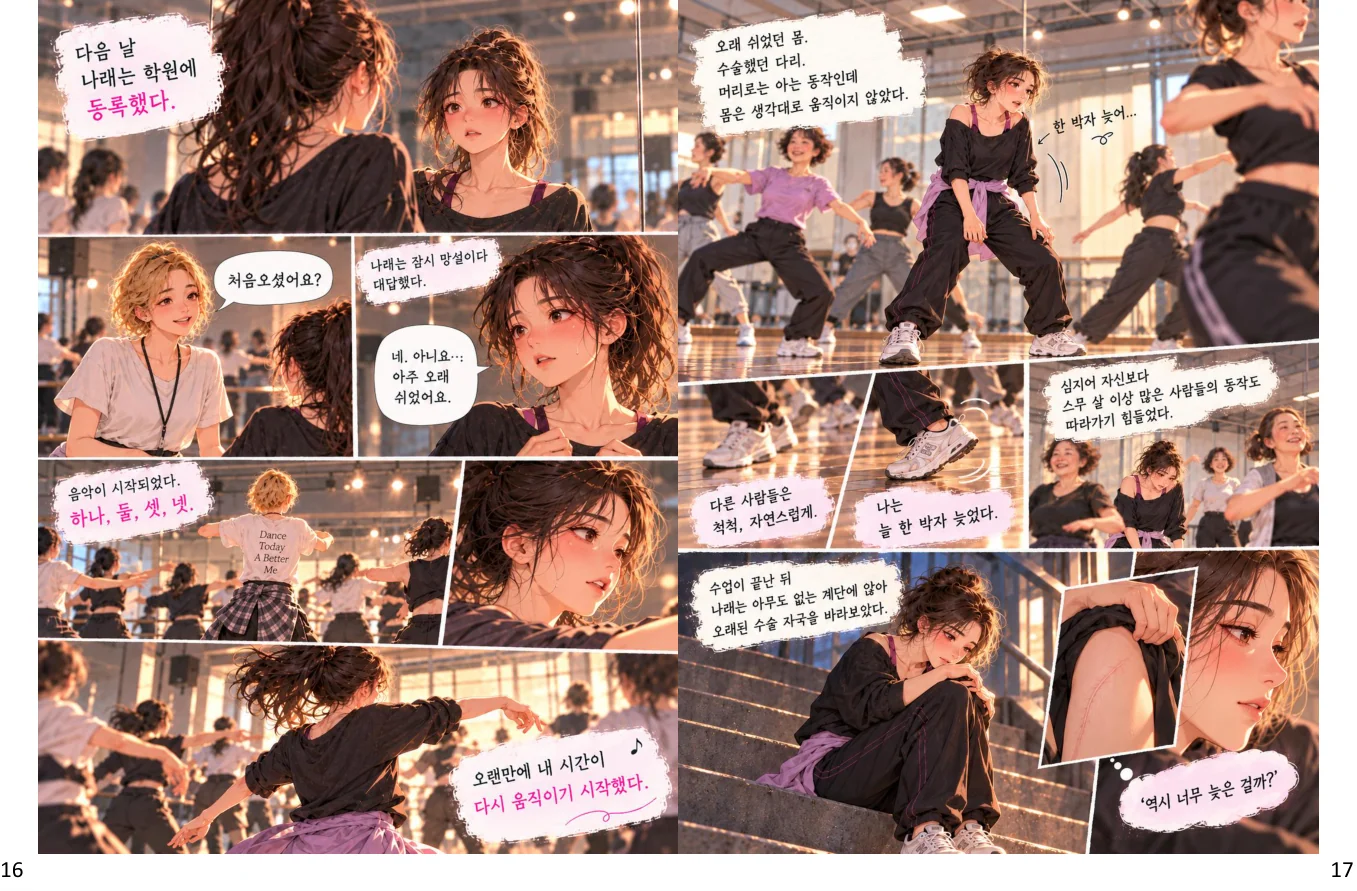 다음 날
나래는 학원에
등록했다.
처음오셨어요?
나래는 잠시 망설이다
대답했다.
네. 아니요···;
아주 오래
쉬었어요.
음악이 시작되었다.
하나, 둘, 셋, 넷.
Dance
Today
A Better
Me
오랜만에 내 시간이
다시 움직이기 시작했다.
16
오래 쉬었던 몸.
수술했던 다리.
머리로는 아는 동작인데
몸은 생각대로 움직이지 않았다.
한 박자 늦어...
다른 사람들은
척척, 자연스럽게.
나는
늘 한 박자 늦었다.
심지어 자신보다
스무 살 이상 많은 사람들의 동작도
따라가기 힘들었다.
수업이 끝난 뒤
나래는 아무도 없는 계단에 앉아
오래된 수술 자국을 바라보았다.
‘역시 너무 늦은 걸까?’
17